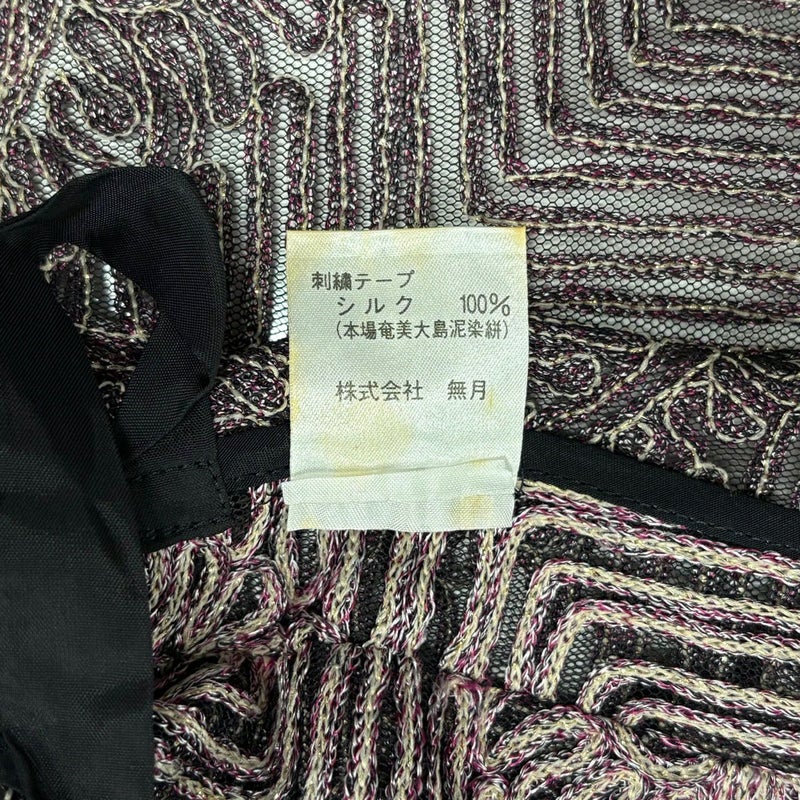 刺繍テープ
シルク 100%
(本場奄美大島泥染絣)
株式会社 無月